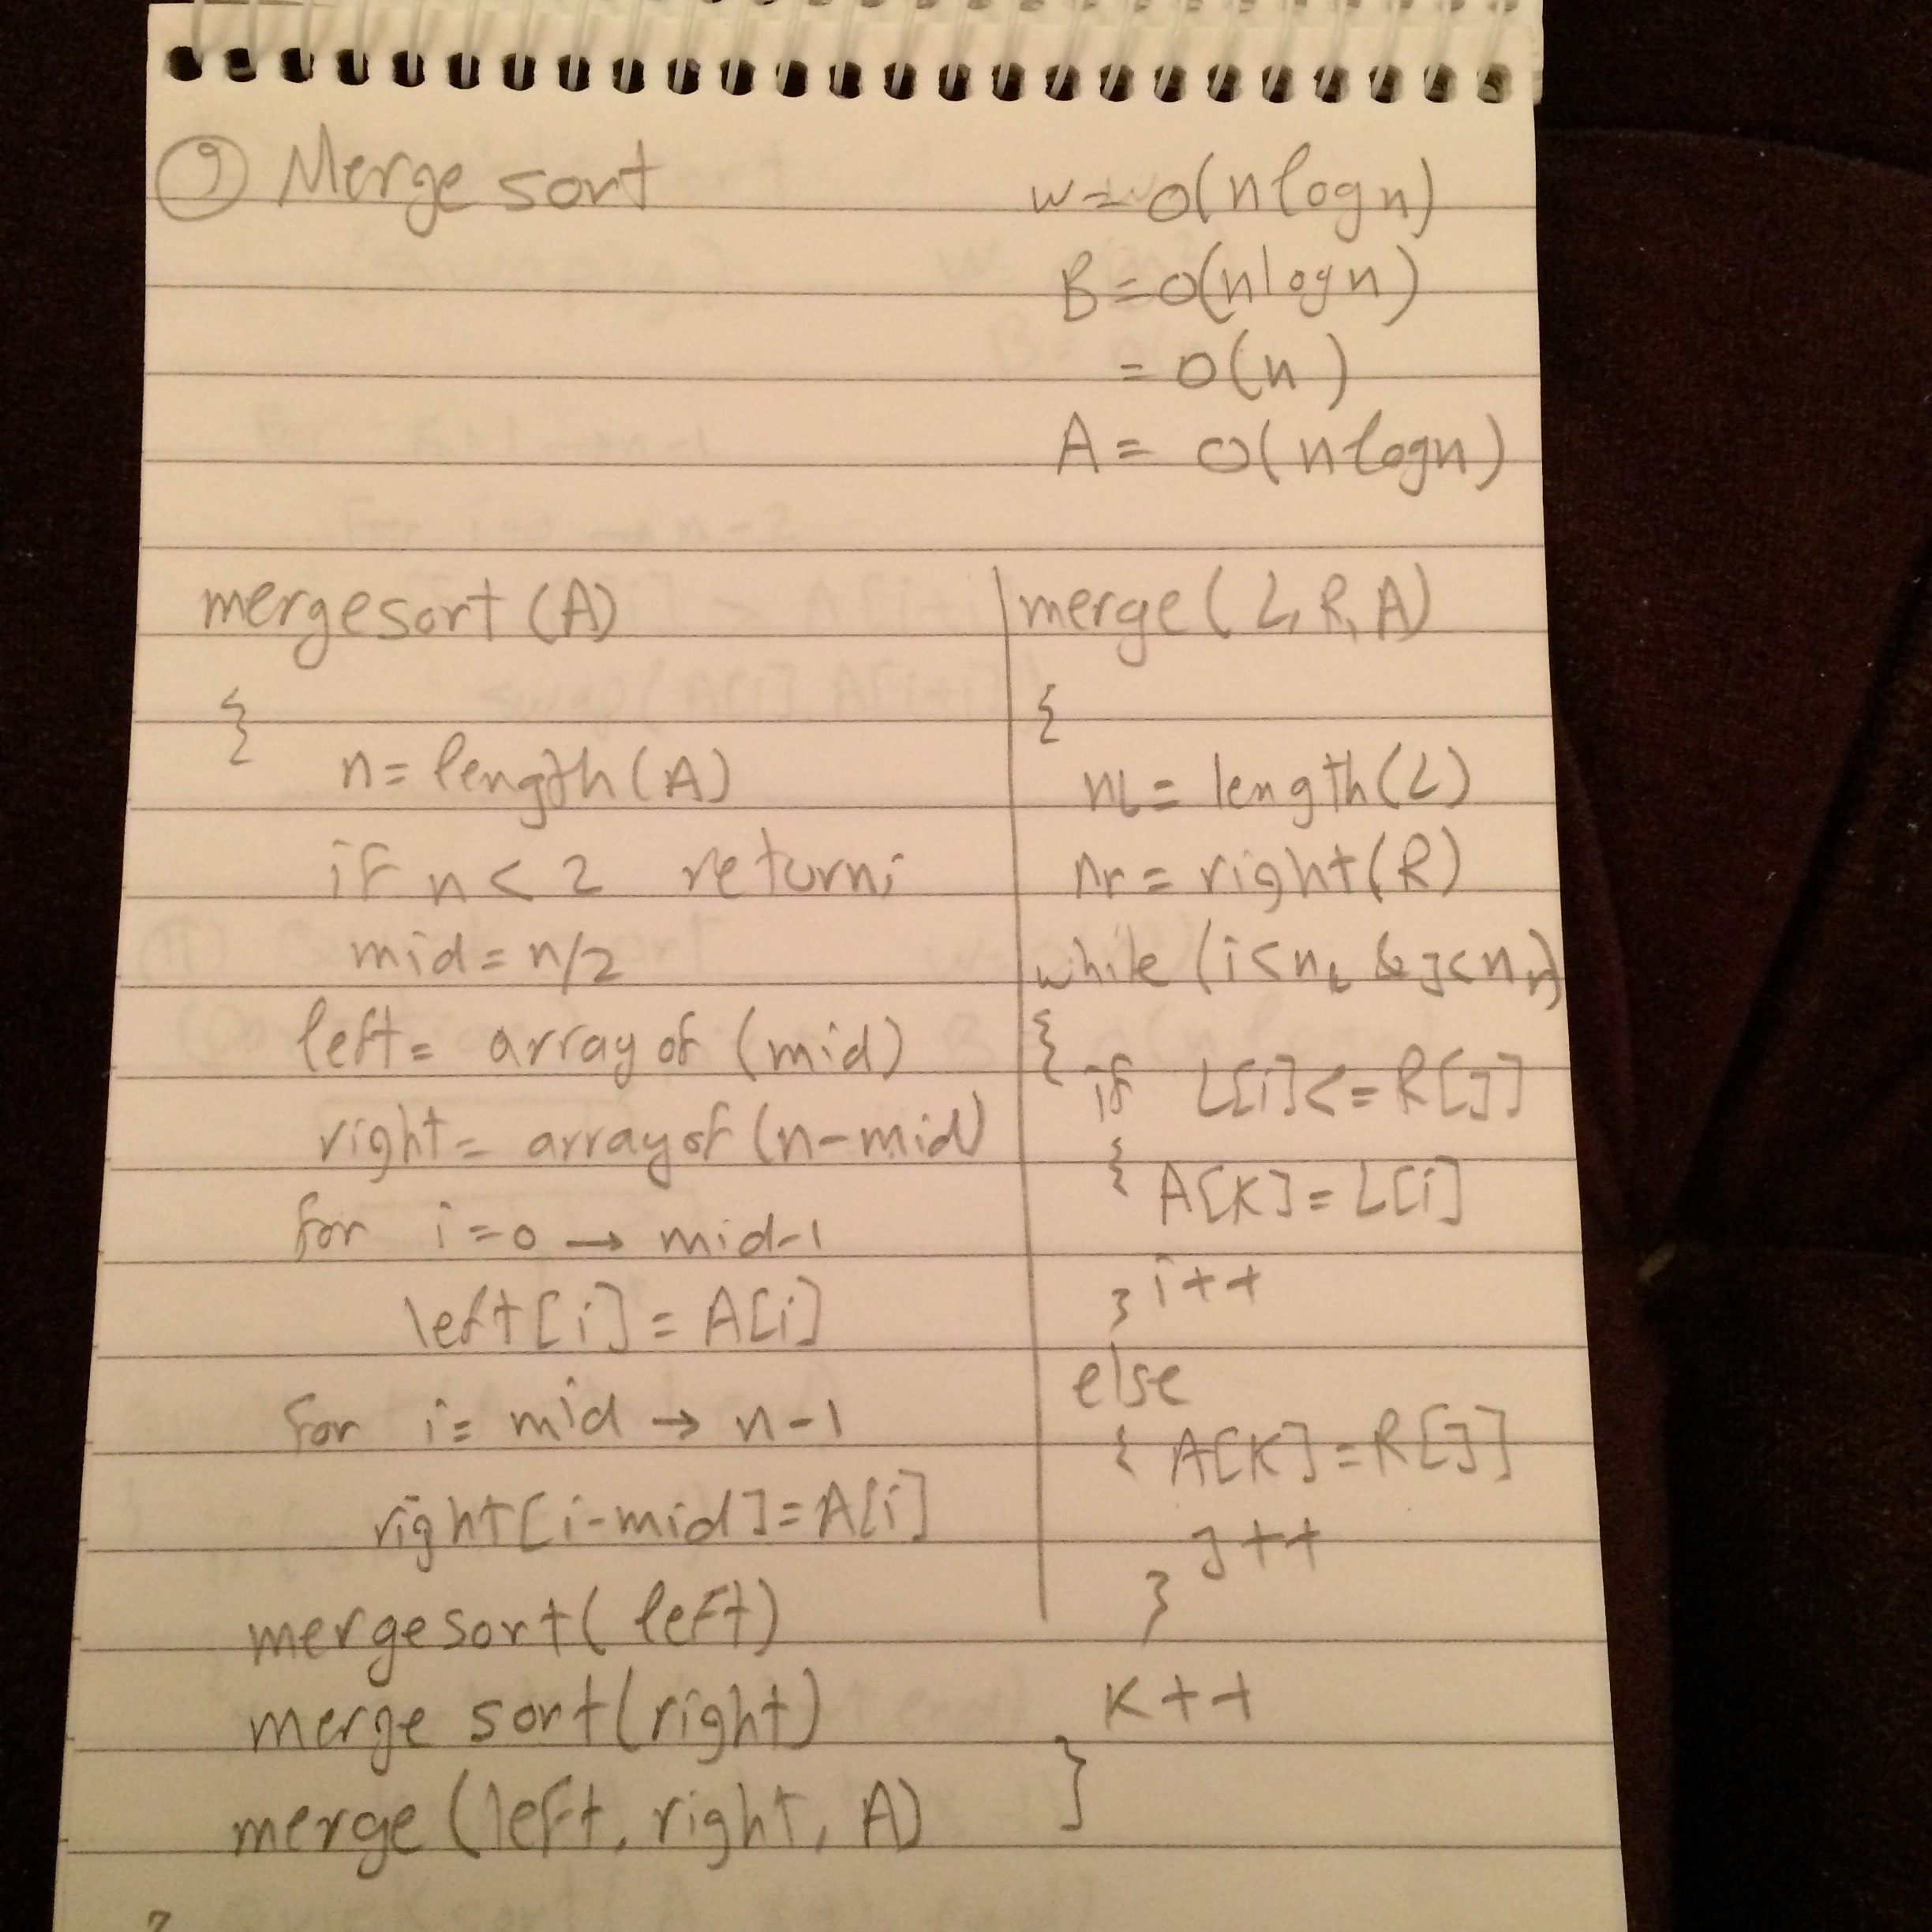 9 Merge sort
w = O(n log n)
B = O(n log n)
= O(n)
A = O(n log n)
mergesort (A)
{
n = length (A)
if n < 2 return;
mid = n/2
left = array of (mid)
right = array of (n-mid)
for i = 0 → mid-1
left[i] = A[i]
for i = mid → n-1
right[i-mid] = A[i]
mergesort( left)
merge sort(right)
merge (left, right, A)
}
merge ( L, R, A)
{
nL = length (L)
nr = right (R)
while (i<nL & j<nr)
{
if L[i] <= R[j]
{ A[K] = L[i]
} i++
else
{ A[K] = R[j]
j++
}
K++
}